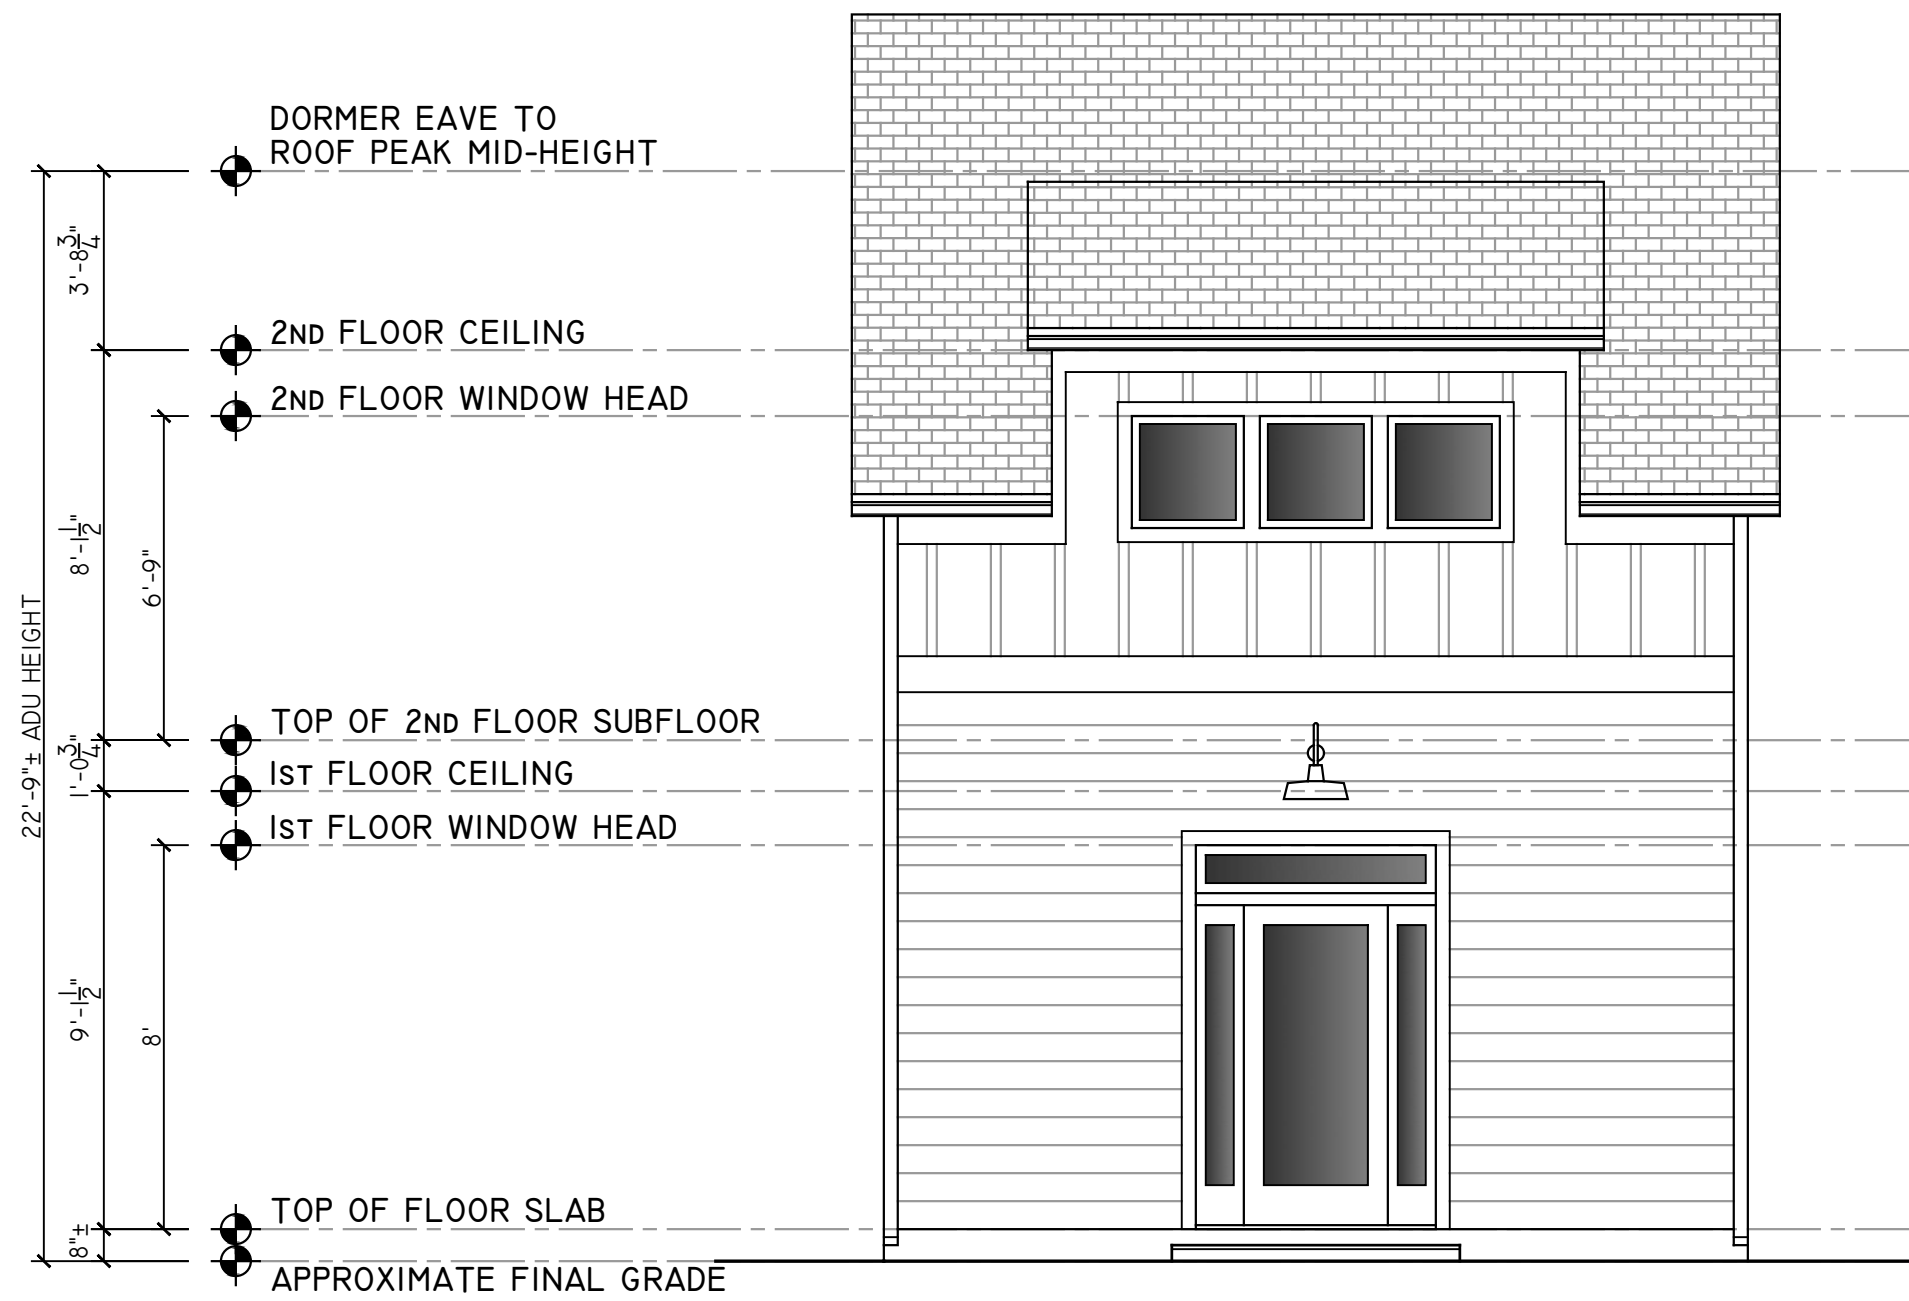 DORMER EAVE TO
ROOF PEAK MID-HEIGHT
3'-8 3/4"
2ND FLOOR CEILING
2ND FLOOR WINDOW HEAD
8'-1 1/2"
6'-9"
22'-9"± ADU HEIGHT
TOP OF 2ND FLOOR SUBFLOOR
1'-0 3/4"
1ST FLOOR CEILING
1ST FLOOR WINDOW HEAD
9'-1 1/2"
8'
TOP OF FLOOR SLAB
8"±
APPROXIMATE FINAL GRADE